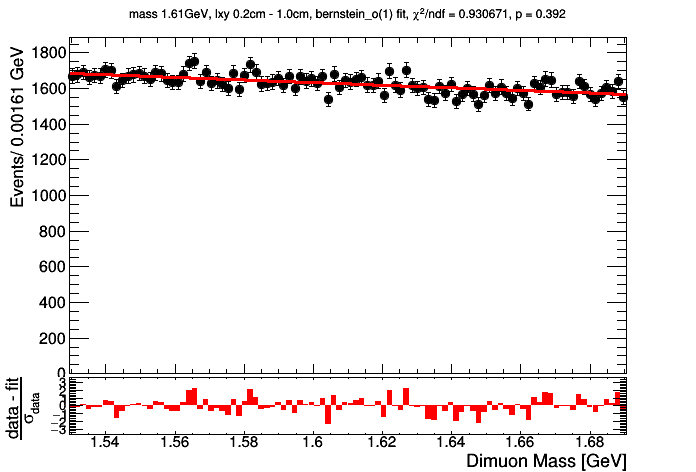 mass 1.61GeV, lxy 0.2cm - 1.0cm, bernstein_o(1) fit, χ²/ndf = 0.930671, p = 0.392
Events/ 0.00161 GeV
1800
1600
1400
1200
1000
800
600
400
200
0
data - fit
σdata
3
2
1
0
−1
−2
−3
1.54 1.56 1.58 1.6 1.62 1.64 1.66 1.68
Dimuon Mass [GeV]